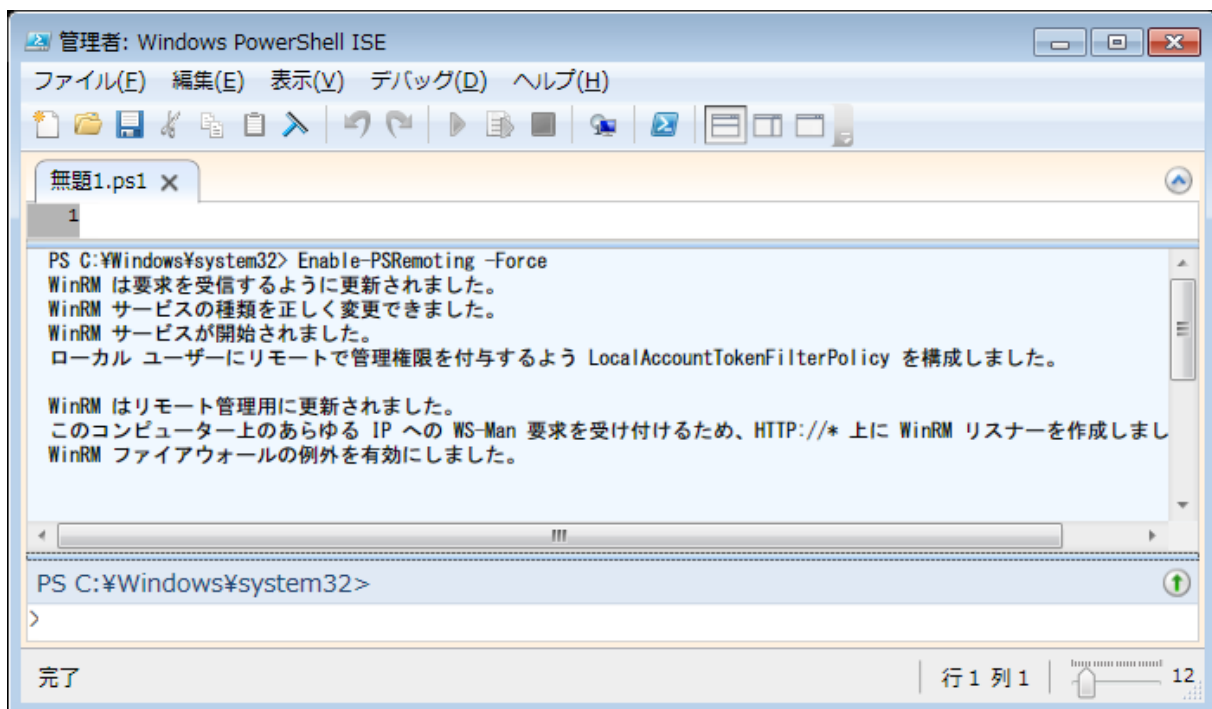 管理者: Windows PowerShell ISE
ファイル(F) 編集(E) 表示(V) デバッグ(D) ヘルプ(H)
無題1.ps1
1
PS C:¥Windows¥system32> Enable-PSRemoting -Force
WinRM は要求を受信するように更新されました。
WinRM サービスの種類を正しく変更できました。
WinRM サービスが開始されました。
ローカル ユーザーにリモートで管理権限を付与するよう LocalAccountTokenFilterPolicy を構成しました。
WinRM はリモート管理用に更新されました。
このコンピューター上のあらゆる IP への WS-Man 要求を受け付けるため、HTTP://* 上に WinRM リスナーを作成しまし
WinRM ファイアウォールの例外を有効にしました。
PS C:¥Windows¥system32>
>
完了 行 1 列 1 12